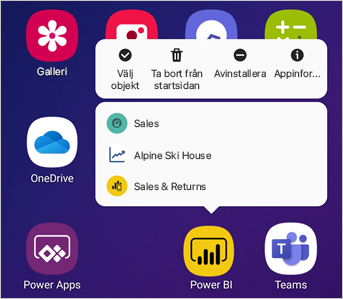 Galleri
Välj
objekt
Ta bort från
startsidan
Avinstallera
Appinfor...
Sales
Alpine Ski House
Sales & Returns
OneDrive
Power Apps
Power BI
Teams